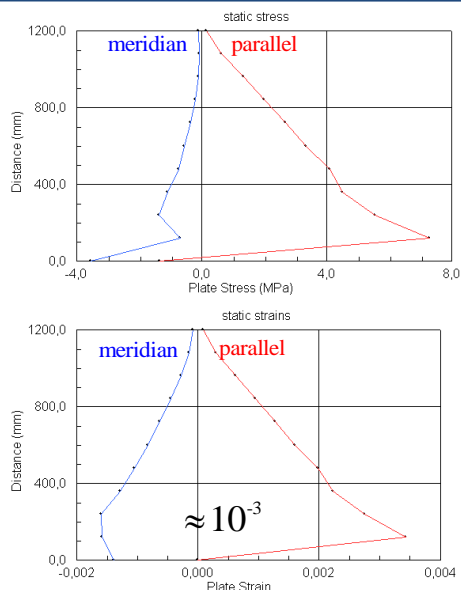 static stress
1200,0
meridian parallel
800,0
Distance (mm)
400,0
0,0
-4,0 0,0 4,0 8,0
Plate Stress (MPa)
static strains
1200,0
meridian parallel
800,0
Distance (mm)
400,0
≈10-3
0,0
-0,002 0,000 0,002 0,004
Plate Strain